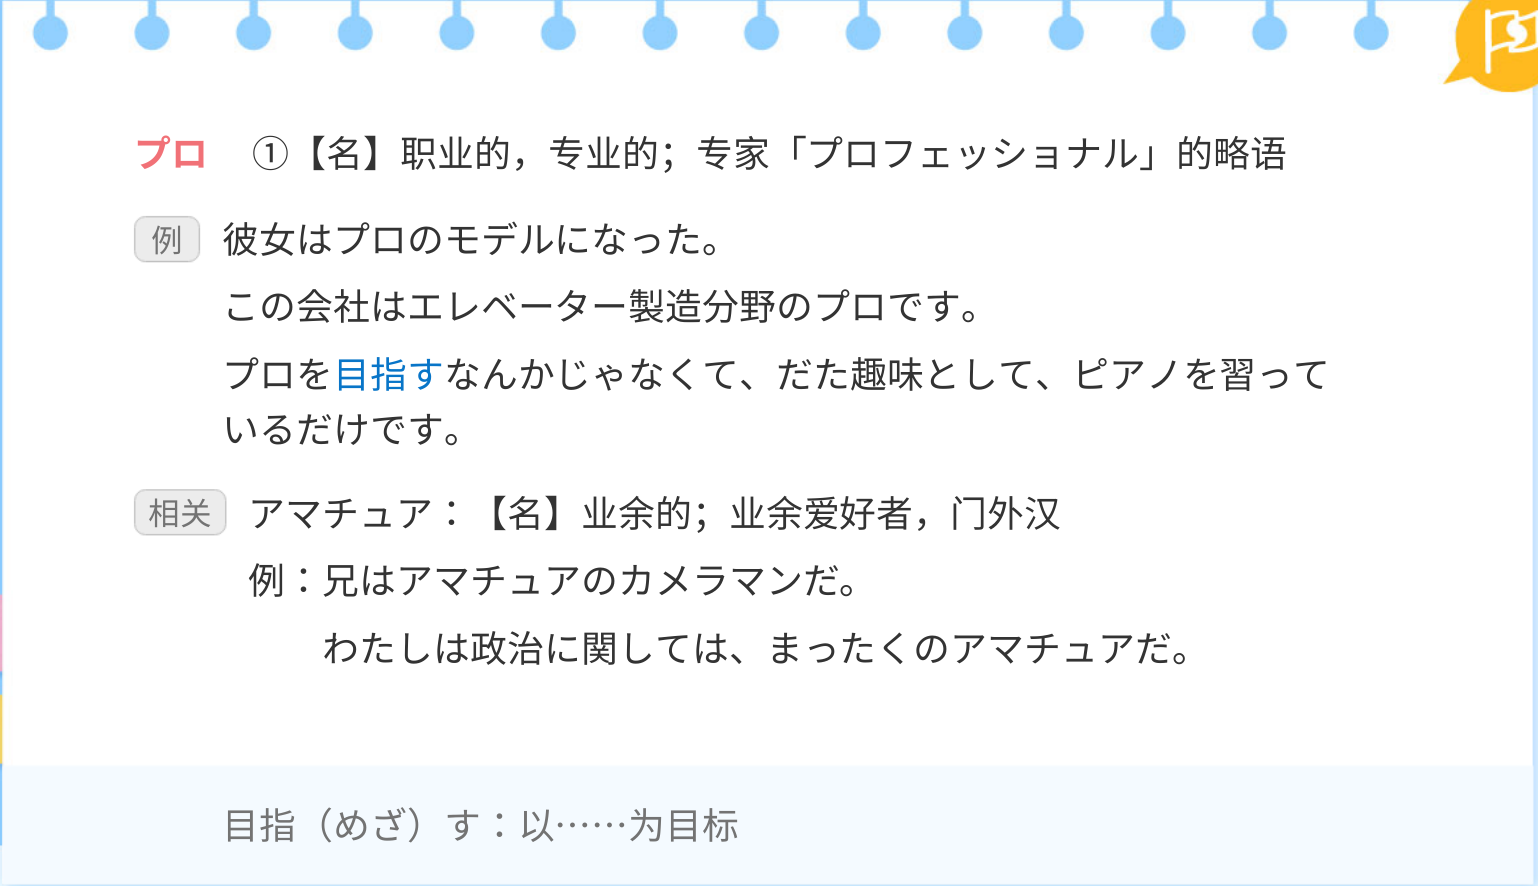 プロ ①【名】职业的，专业的；专家「プロフェッショナル」的略语
例 彼女はプロのモデルになった。
この会社はエレベーター製造分野のプロです。
プロを目指すなんかじゃなくて、だた趣味として、ピアノを習って
いるだけです。
相关 アマチュア：【名】业余的；业余爱好者，门外汉
例：兄はアマチュアのカメラマンだ。
わたしは政治に関しては、まったくのアマチュアだ。
目指（めざ）す：以……为目标